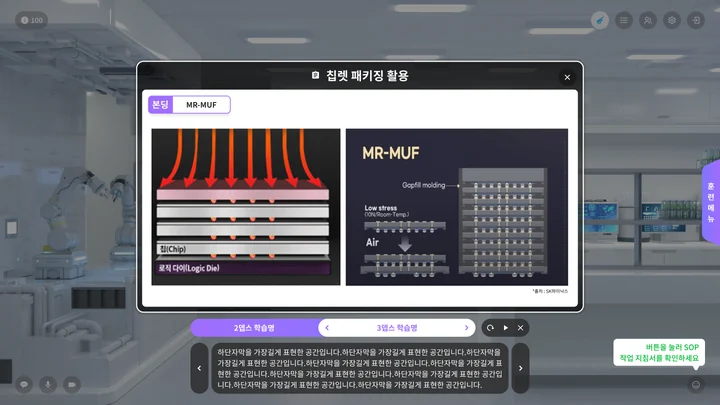 100
칩렛 패키징 활용
본딩 MR-MUF
칩(Chip)
로직 다이(Logic Die)
MR-MUF
Gapfill molding
Low stress
(10N/Room-Temp.)
Air
*출처 : SK하이닉스
훈련메뉴
2뎁스 학습명
3뎁스 학습명
하단자막을 가장길게 표현한 공간입니다.하단자막을 가장길게 표현한 공간입니다.하단자막을
가장길게 표현한 공간입니다.하단자막을 가장길게 표현한 공간입니다.하단자막을 가장길게 표
현한 공간입니다.하단자막을 가장길게 표현한 공간입니다.하단자막을 가장길게 표현한 공간입
니다.하단자막을 가장길게 표현한 공간입니다.하단자막을 가장길게 표현한 공간입니다.
버튼을 눌러 SOP
작업 지침서를 확인하세요